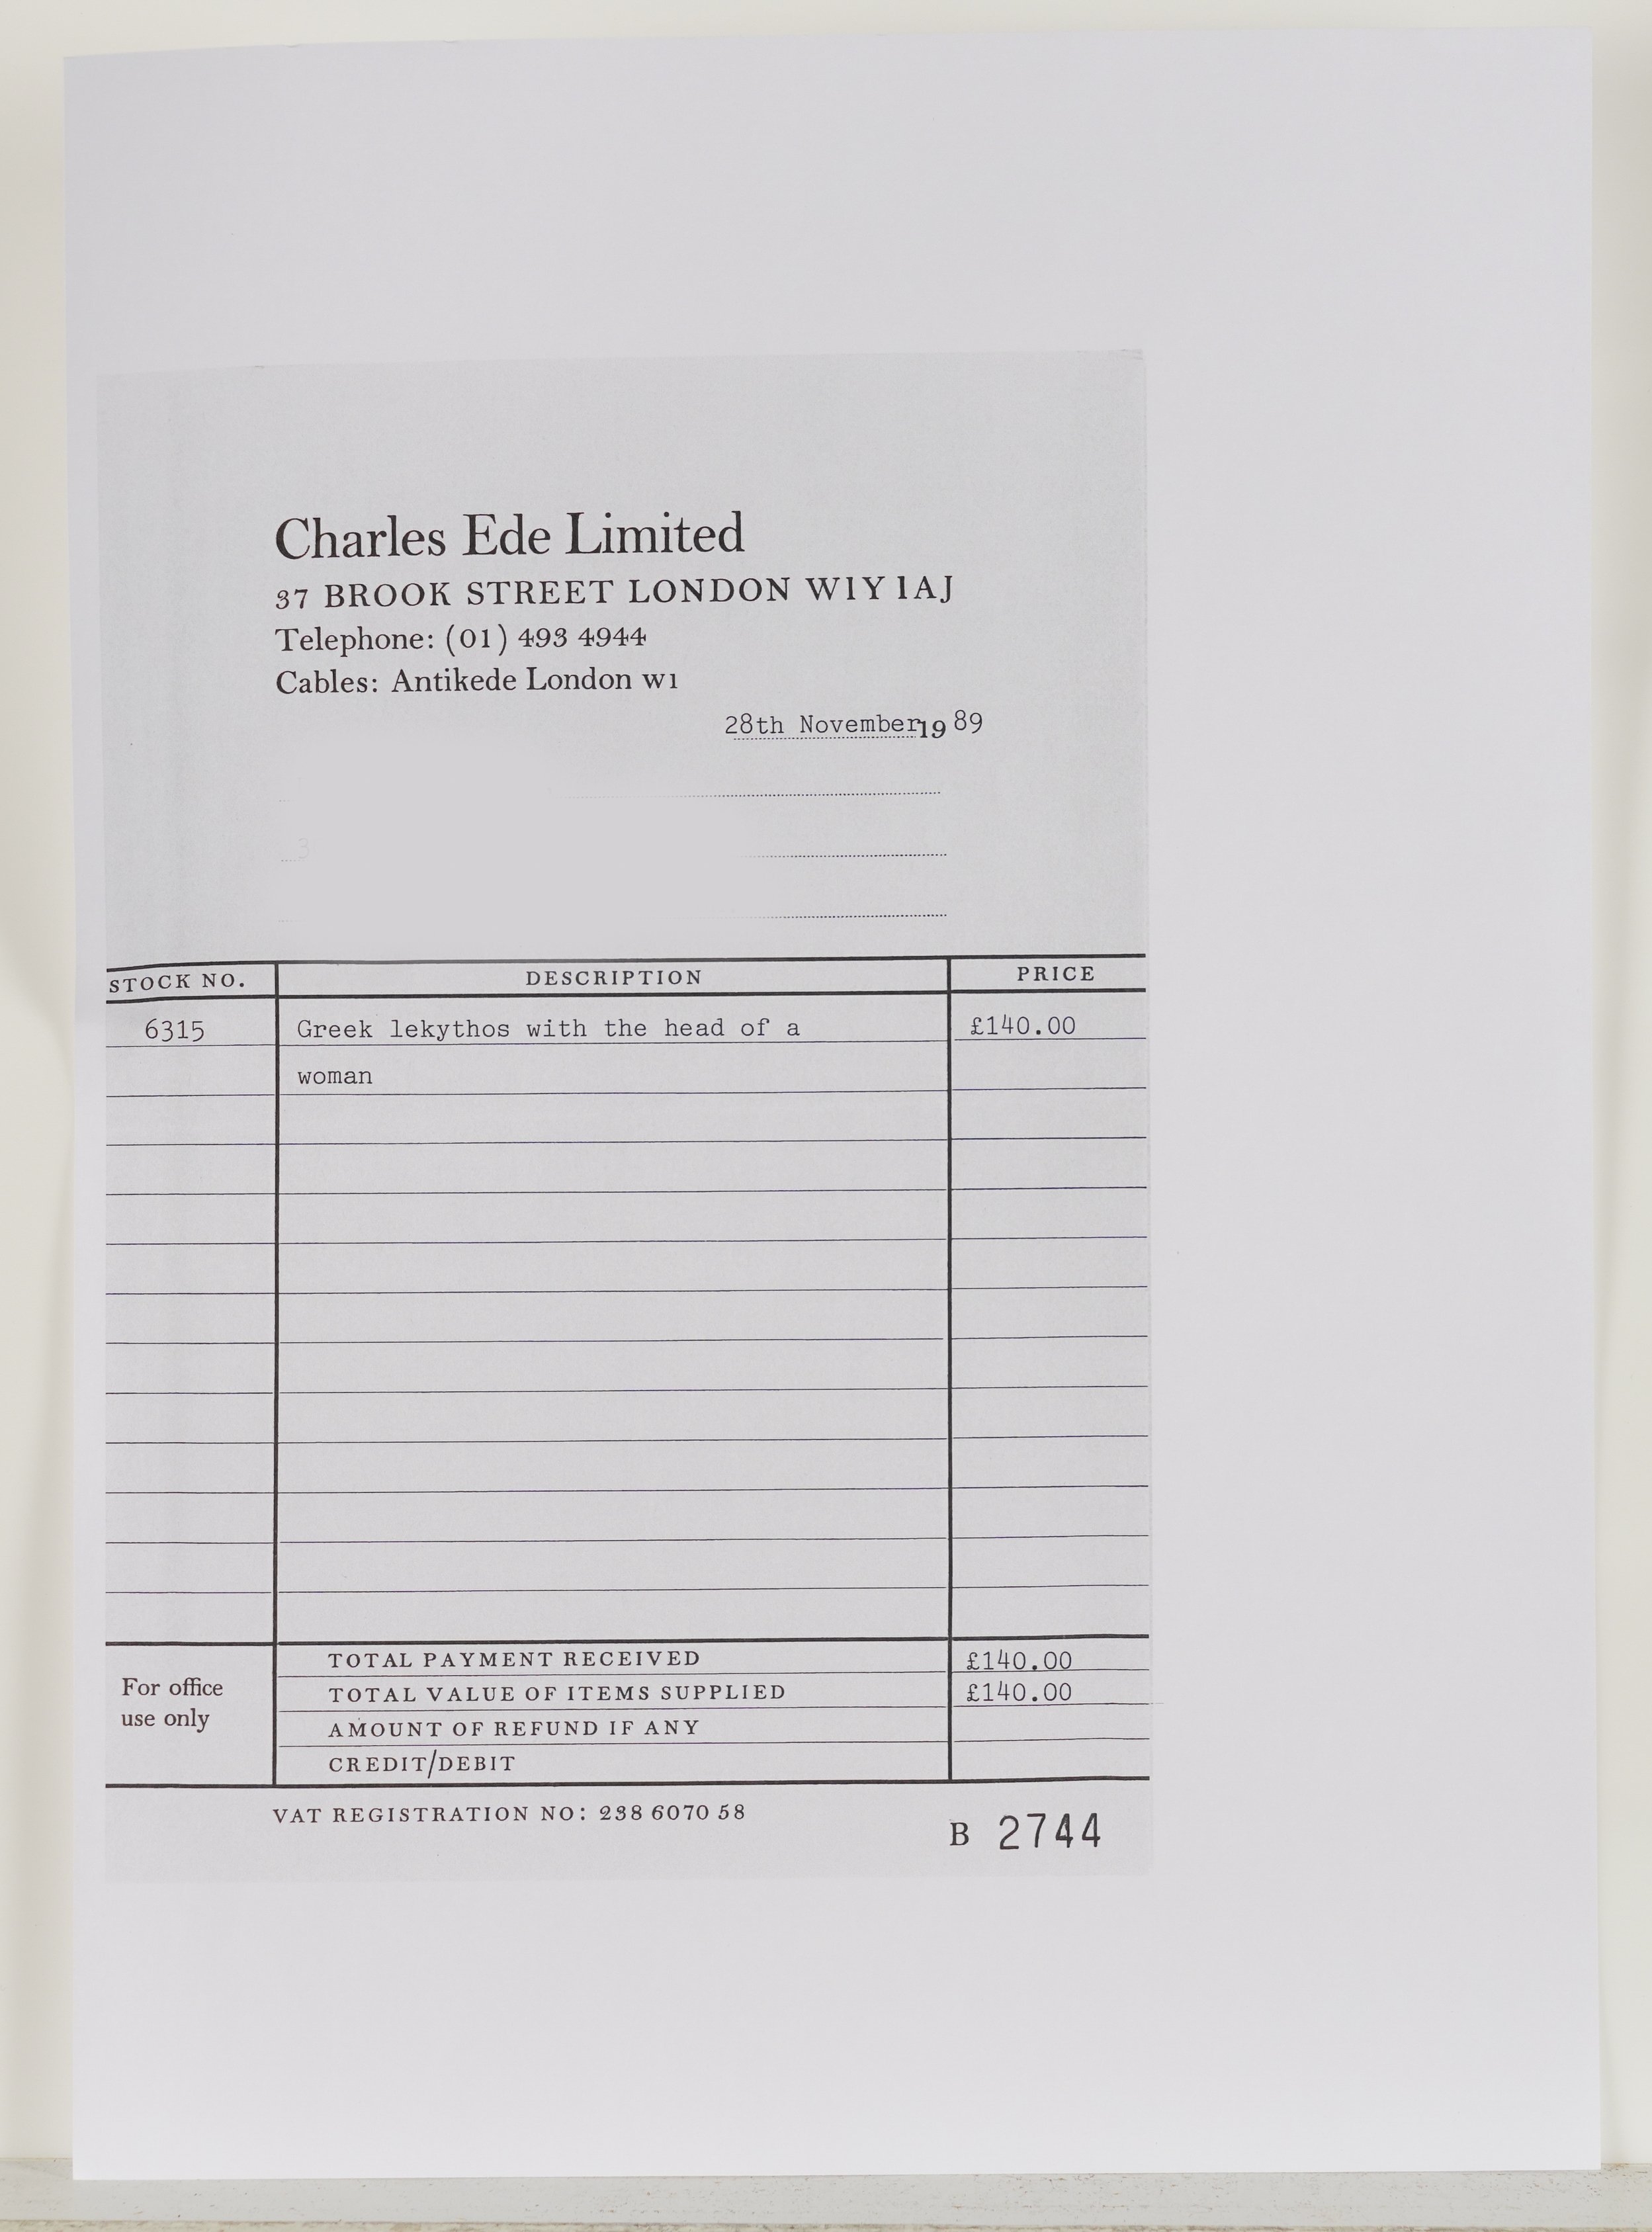 Charles Ede Limited
37 BROOK STREET LONDON W1Y 1AJ
Telephone: (01) 493 4944
Cables: Antikede London W1
28th November 19 89
3
STOCK NO. DESCRIPTION PRICE
6315 Greek lekythos with the head of a £140.00
woman
TOTAL PAYMENT RECEIVED £140.00
For office
TOTAL VALUE OF ITEMS SUPPLIED £140.00
use only
AMOUNT OF REFUND IF ANY
CREDIT/DEBIT
VAT REGISTRATION NO: 238 6070 58
B 2744